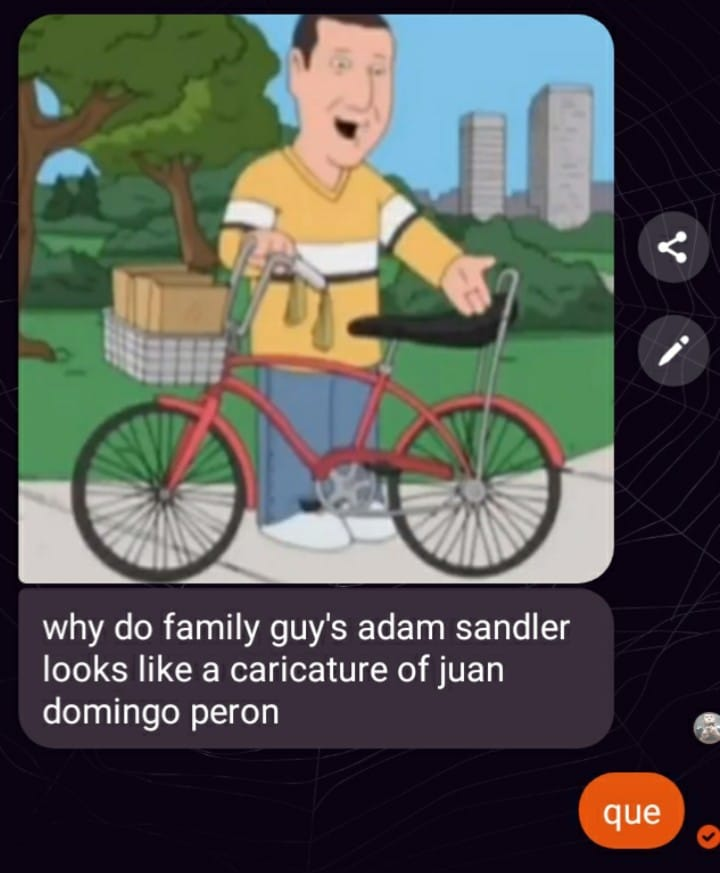 why do family guy's adam sandler
looks like a caricature of juan
domingo peron
que